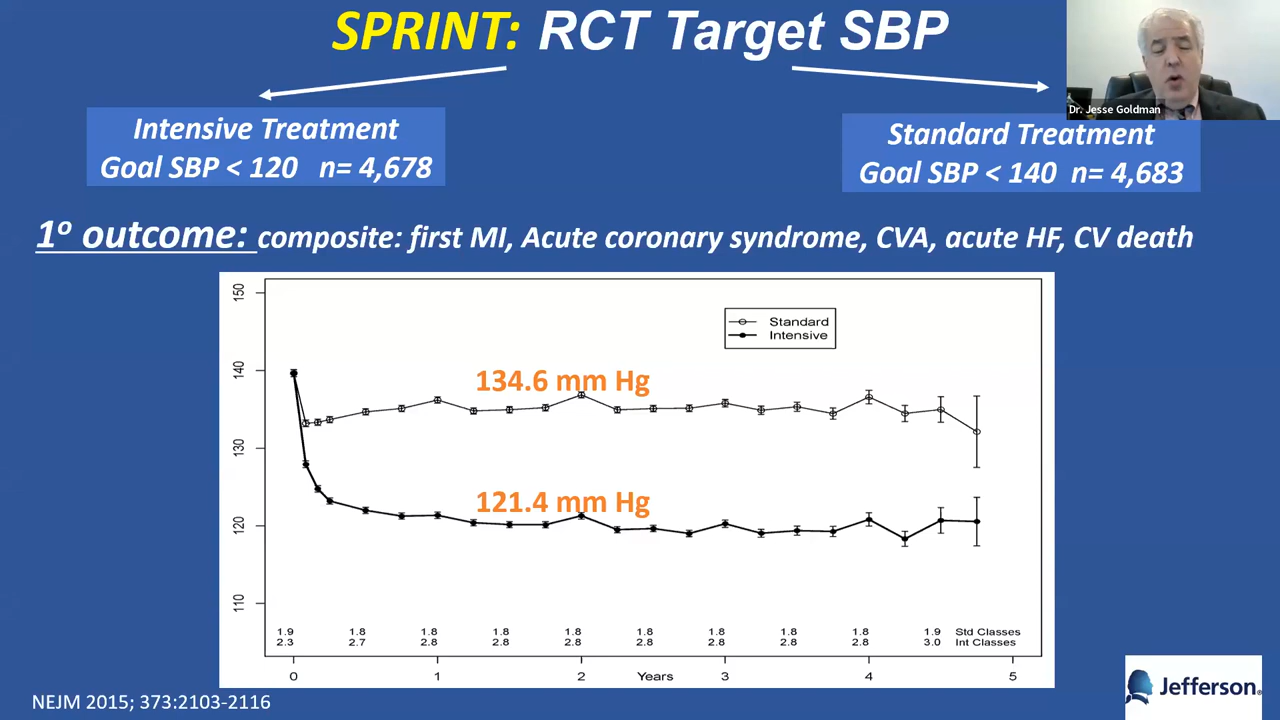 SPRINT: RCT Target SBP
Dr. Jesse Goldman
Intensive Treatment
Goal SBP < 120 n= 4,678
Standard Treatment
Goal SBP < 140 n= 4,683
1º outcome: composite: first MI, Acute coronary syndrome, CVA, acute HF, CV death
150
140
130
120
110
Standard
Intensive
134.6 mm Hg
121.4 mm Hg
1.9 1.8 1.8 1.8 1.8 1.8 1.8 1.8 1.8 1.9 Std Classes
2.3 2.7 2.8 2.8 2.8 2.8 2.8 2.8 2.8 3.0 Int Classes
0 1 2 Years 3 4 5
NEJM 2015; 373:2103-2116
Jefferson.